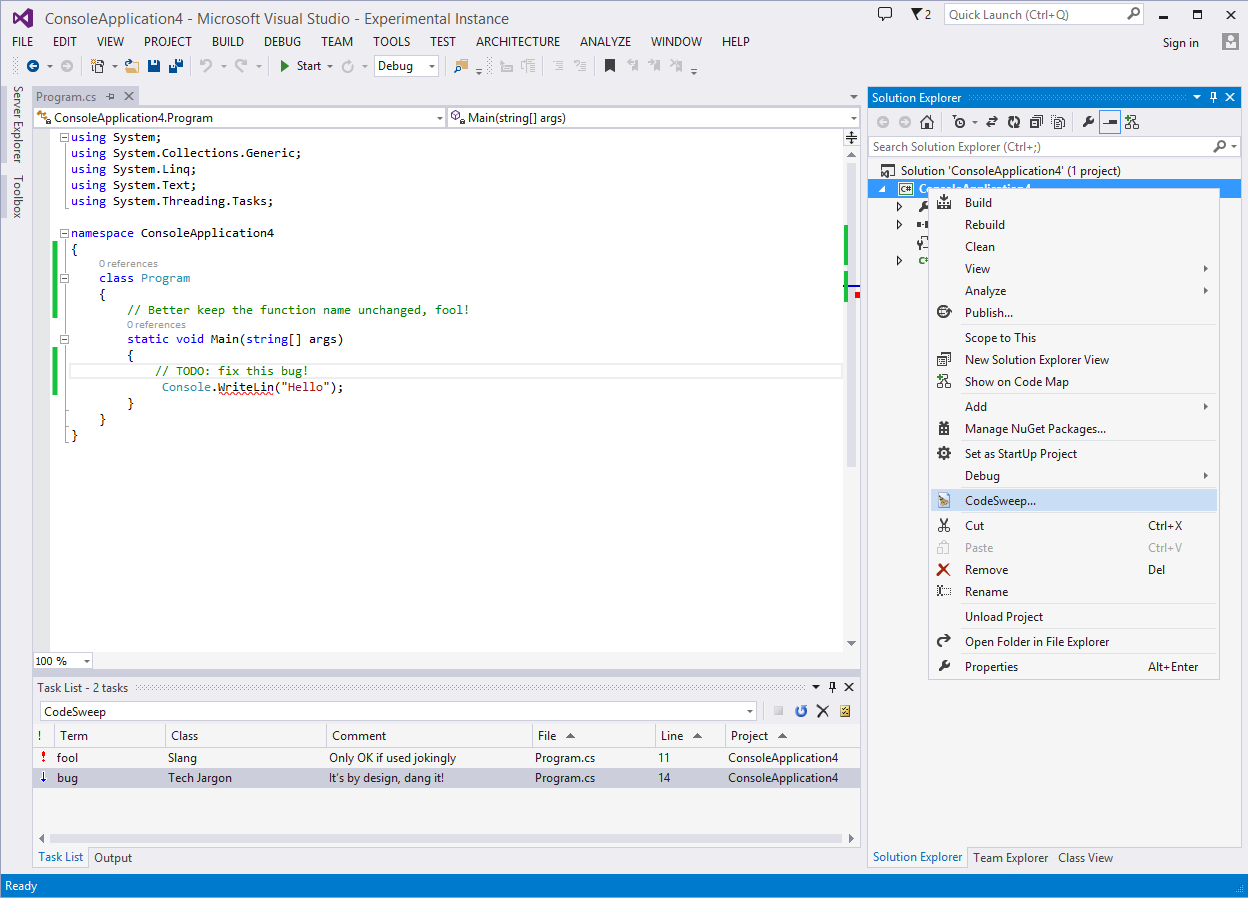 ConsoleApplication4 - Microsoft Visual Studio - Experimental Instance
2
Quick Launch (Ctrl+Q)
FILE EDIT VIEW PROJECT BUILD DEBUG TEAM TOOLS TEST ARCHITECTURE ANALYZE WINDOW HELP
Sign in
Start
Debug
Server Explorer
Toolbox
Program.cs
ConsoleApplication4.Program
Main(string[] args)
using System;
using System.Collections.Generic;
using System.Linq;
using System.Text;
using System.Threading.Tasks;
namespace ConsoleApplication4
{
0 references
class Program
{
// Better keep the function name unchanged, fool!
0 references
static void Main(string[] args)
{
// TODO: fix this bug!
Console.WriteLin("Hello");
}
}
}
100 %
Task List - 2 tasks
CodeSweep
! Term Class Comment File Line Project
! fool Slang Only OK if used jokingly Program.cs 11 ConsoleApplication4
bug Tech Jargon It's by design, dang it! Program.cs 14 ConsoleApplication4
Task List Output
Solution Explorer
Search Solution Explorer (Ctrl+;)
Solution 'ConsoleApplication4' (1 project)
C# ConsoleApplication4
C#
Build
Rebuild
Clean
View
Analyze
Publish...
Scope to This
New Solution Explorer View
Show on Code Map
Add
Manage NuGet Packages...
Set as StartUp Project
Debug
CodeSweep...
Cut Ctrl+X
Paste Ctrl+V
Remove Del
Rename
Unload Project
Open Folder in File Explorer
Properties Alt+Enter
Solution Explorer Team Explorer Class View
Ready